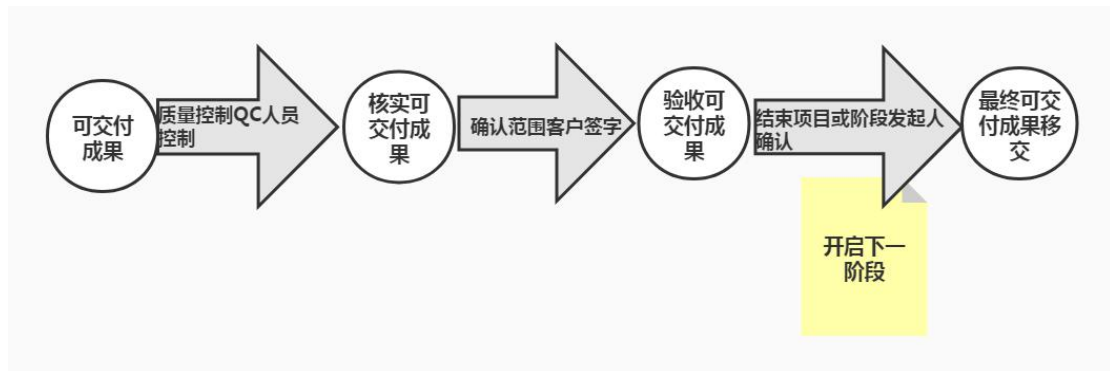 可交付
成果
质量控制QC人员
控制
核实可
交付成
果
确认范围客户签字
验收可
交付成
果
结束项目或阶段发起人
确认
最终可交
付成果移
交
开启下一
阶段